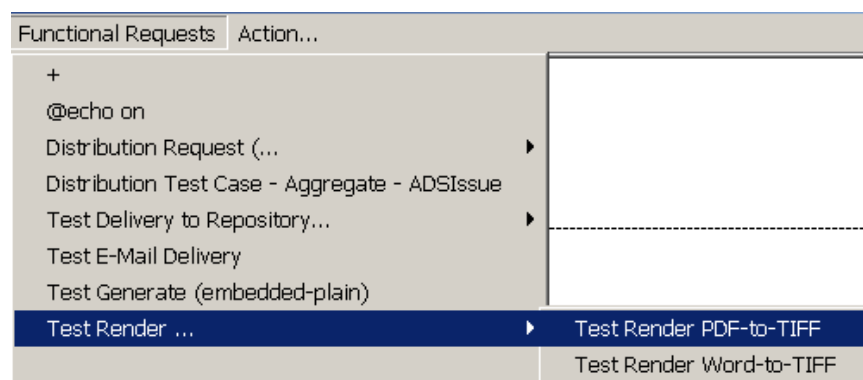 Functional Requests Action...
+
@echo on
Distribution Request (...
Distribution Test Case - Aggregate - ADSIssue
Test Delivery to Repository...
Test E-Mail Delivery
Test Generate (embedded-plain)
Test Render ...
Test Render PDF-to-TIFF
Test Render Word-to-TIFF